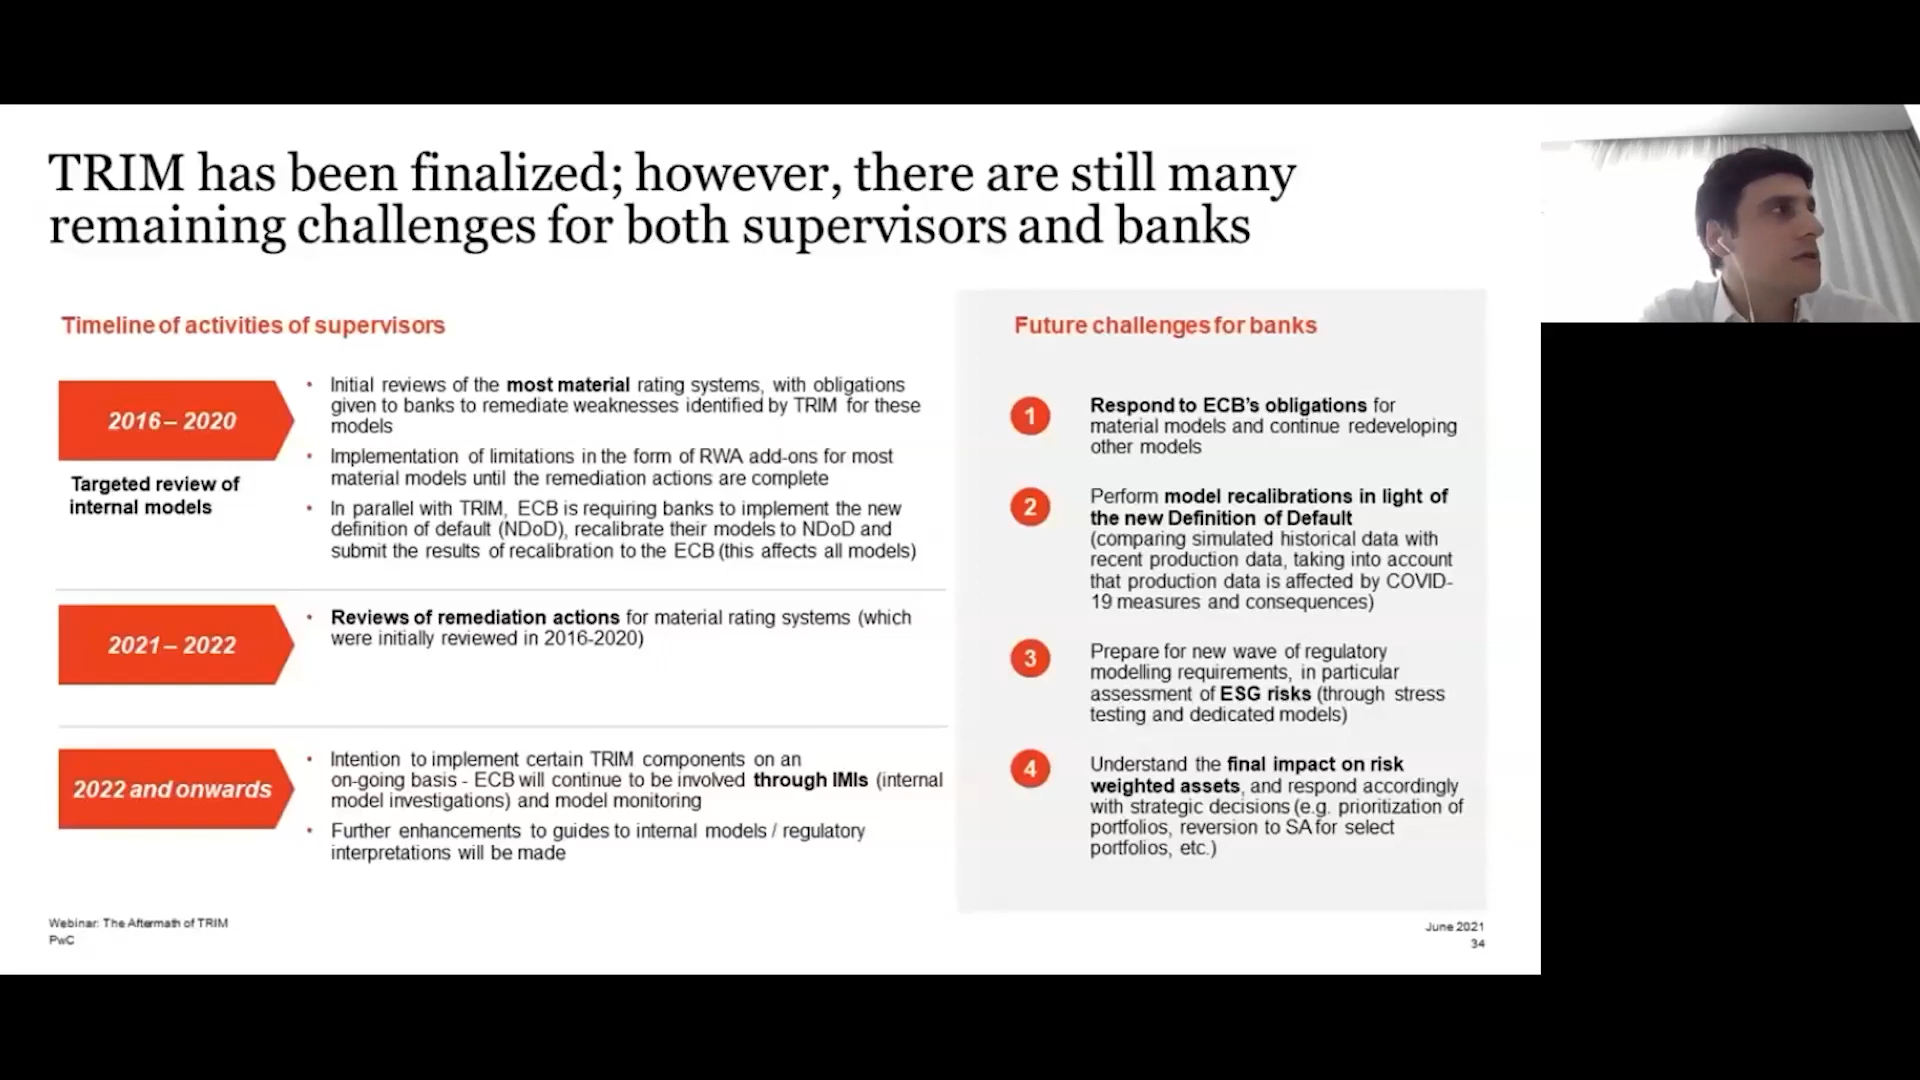 TRIM has been finalized; however, there are still many
remaining challenges for both supervisors and banks
Timeline of activities of supervisors
2016 – 2020
Targeted review of
internal models
• Initial reviews of the most material rating systems, with obligations
given to banks to remediate weaknesses identified by TRIM for these
models
• Implementation of limitations in the form of RWA add-ons for most
material models until the remediation actions are complete
• In parallel with TRIM, ECB is requiring banks to implement the new
definition of default (NDoD), recalibrate their models to NDoD and
submit the results of recalibration to the ECB (this affects all models)
2021 – 2022
• Reviews of remediation actions for material rating systems (which
were initially reviewed in 2016-2020)
2022 and onwards
• Intention to implement certain TRIM components on an
on-going basis - ECB will continue to be involved through IMIs (internal
model investigations) and model monitoring
• Further enhancements to guides to internal models / regulatory
interpretations will be made
Future challenges for banks
1
Respond to ECB's obligations for
material models and continue redeveloping
other models
2
Perform model recalibrations in light of
the new Definition of Default
(comparing simulated historical data with
recent production data, taking into account
that production data is affected by COVID-
19 measures and consequences)
3
Prepare for new wave of regulatory
modelling requirements, in particular
assessment of ESG risks (through stress
testing and dedicated models)
4
Understand the final impact on risk
weighted assets, and respond accordingly
with strategic decisions (e.g. prioritization of
portfolios, reversion to SA for select
portfolios, etc.)
Webinar: The Aftermath of TRIM
PwC
June 2021
34